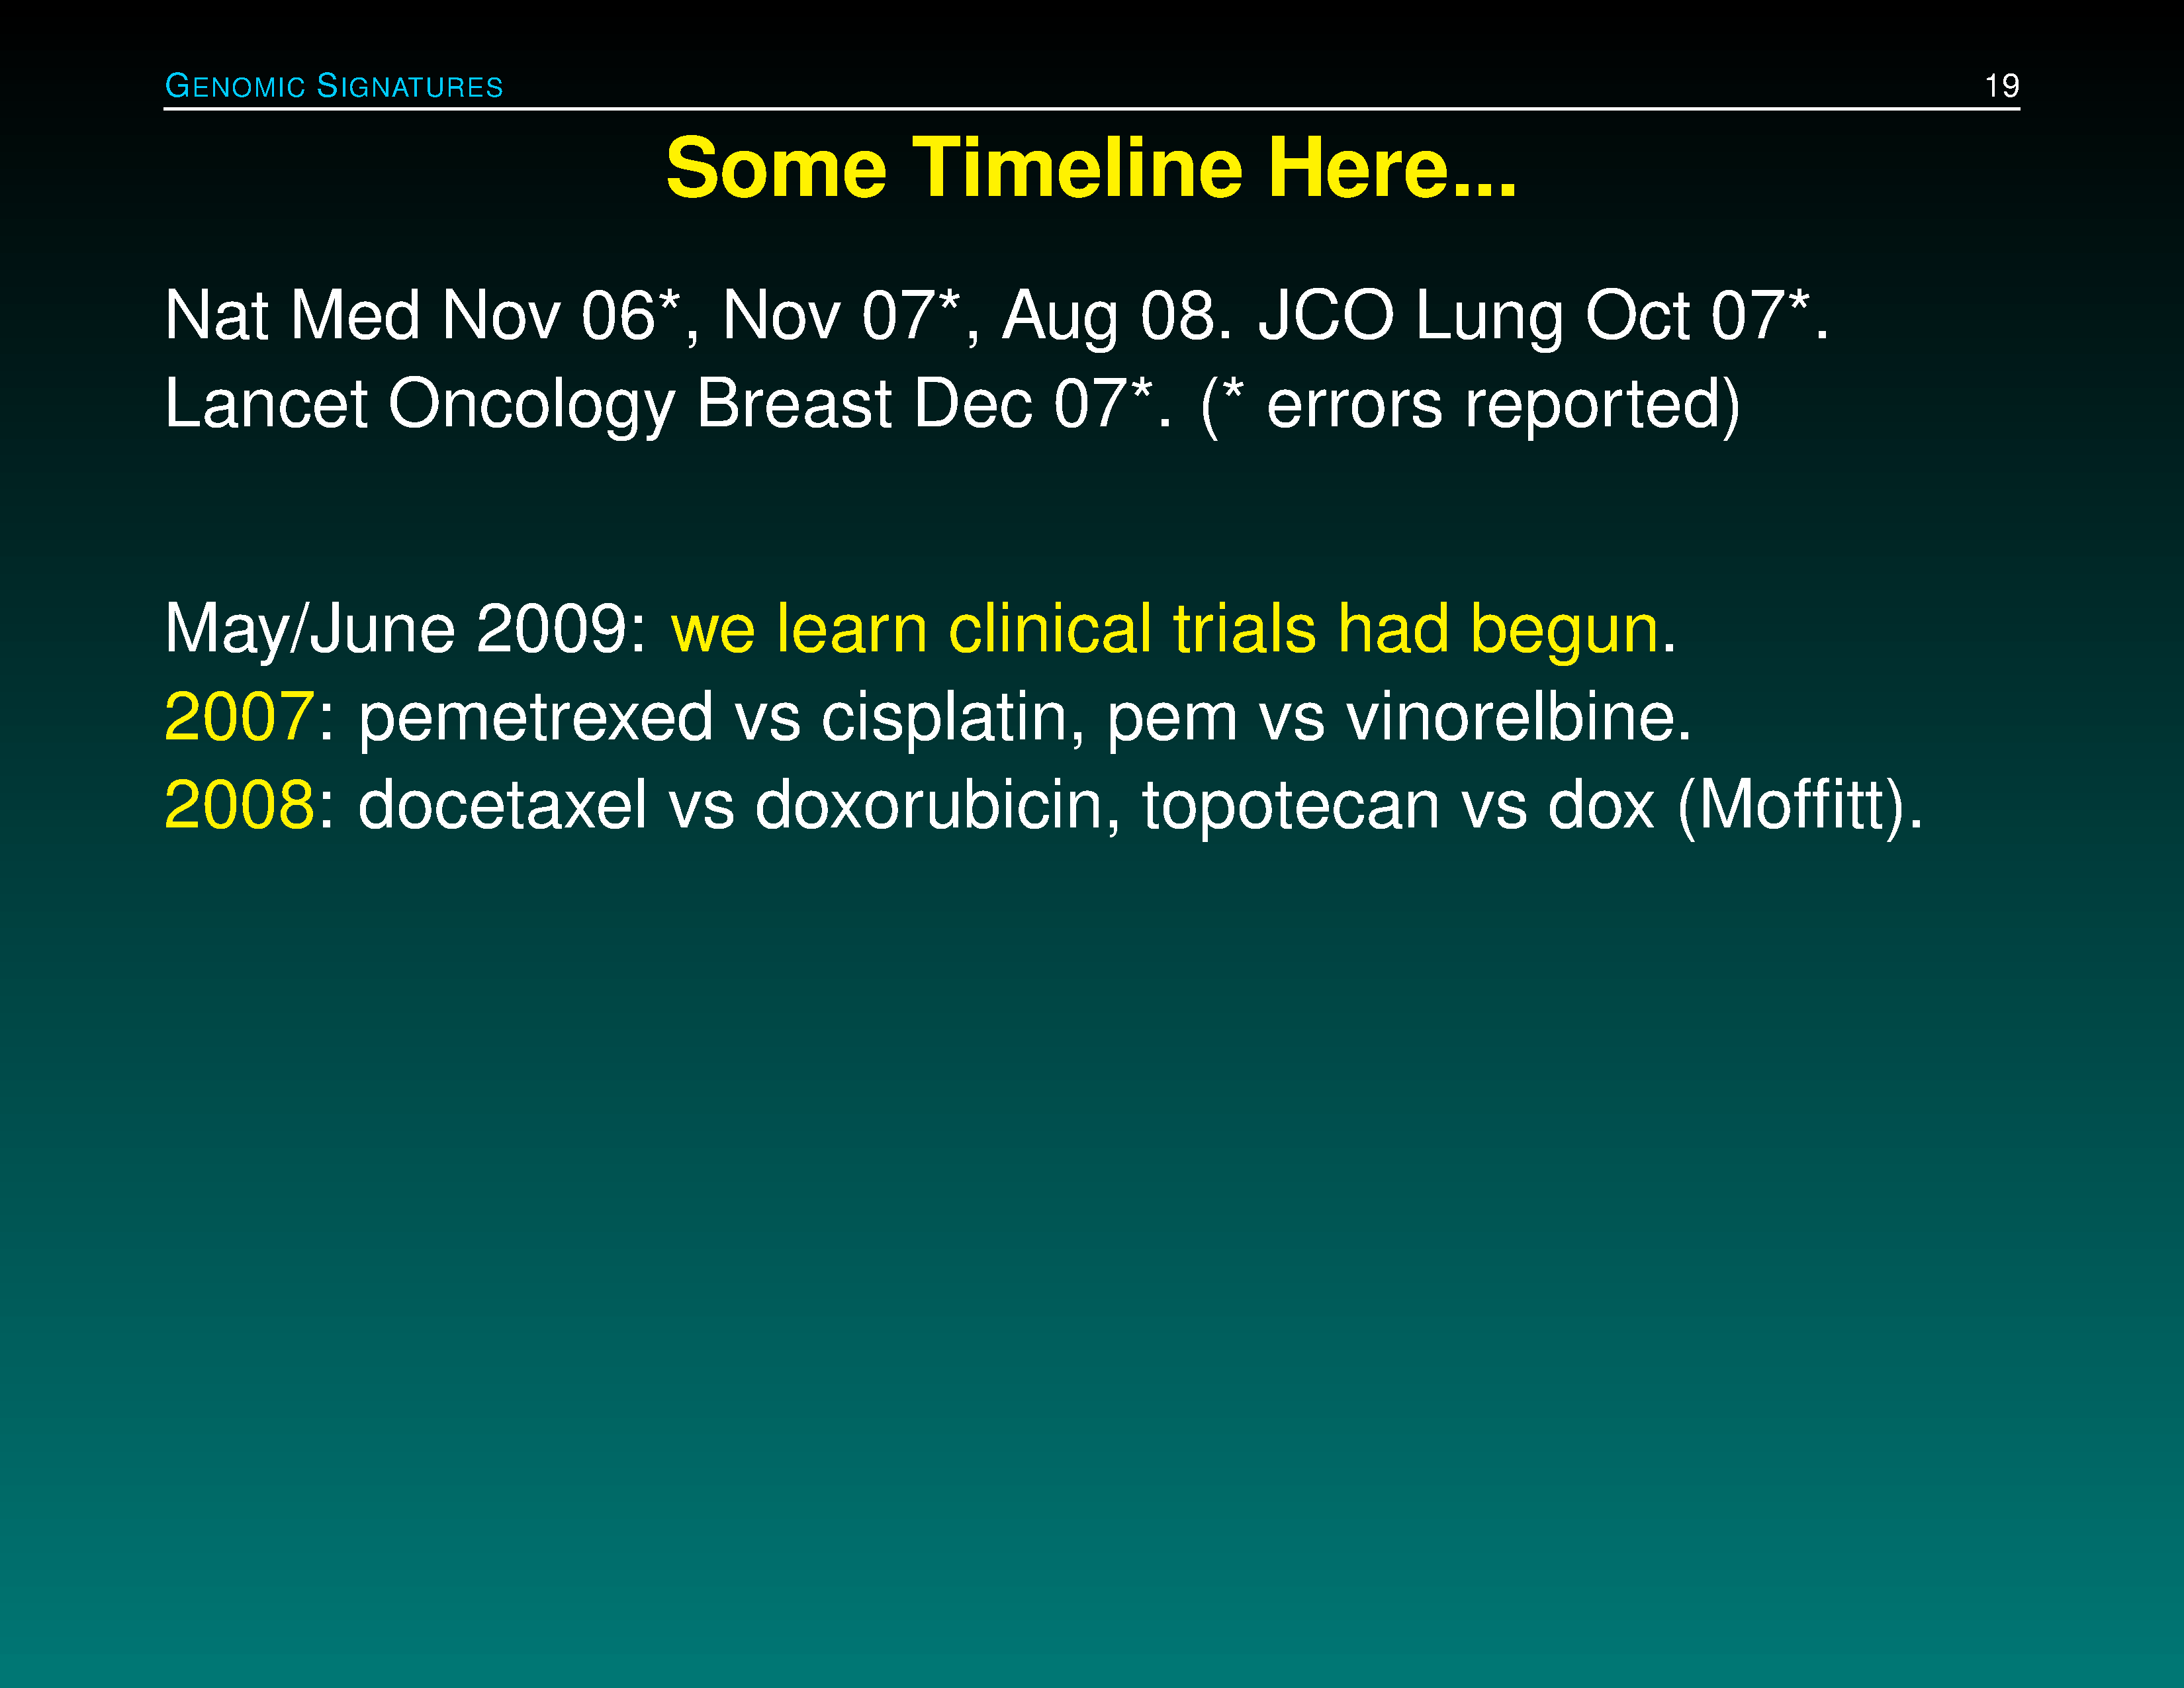 GENOMIC SIGNATURES 19
Some Timeline Here...
Nat Med Nov 06*, Nov 07*, Aug 08. JCO Lung Oct 07*.
Lancet Oncology Breast Dec 07*. (* errors reported)
May/June 2009: we learn clinical trials had begun.
2007: pemetrexed vs cisplatin, pem vs vinorelbine.
2008: docetaxel vs doxorubicin, topotecan vs dox (Moffitt).